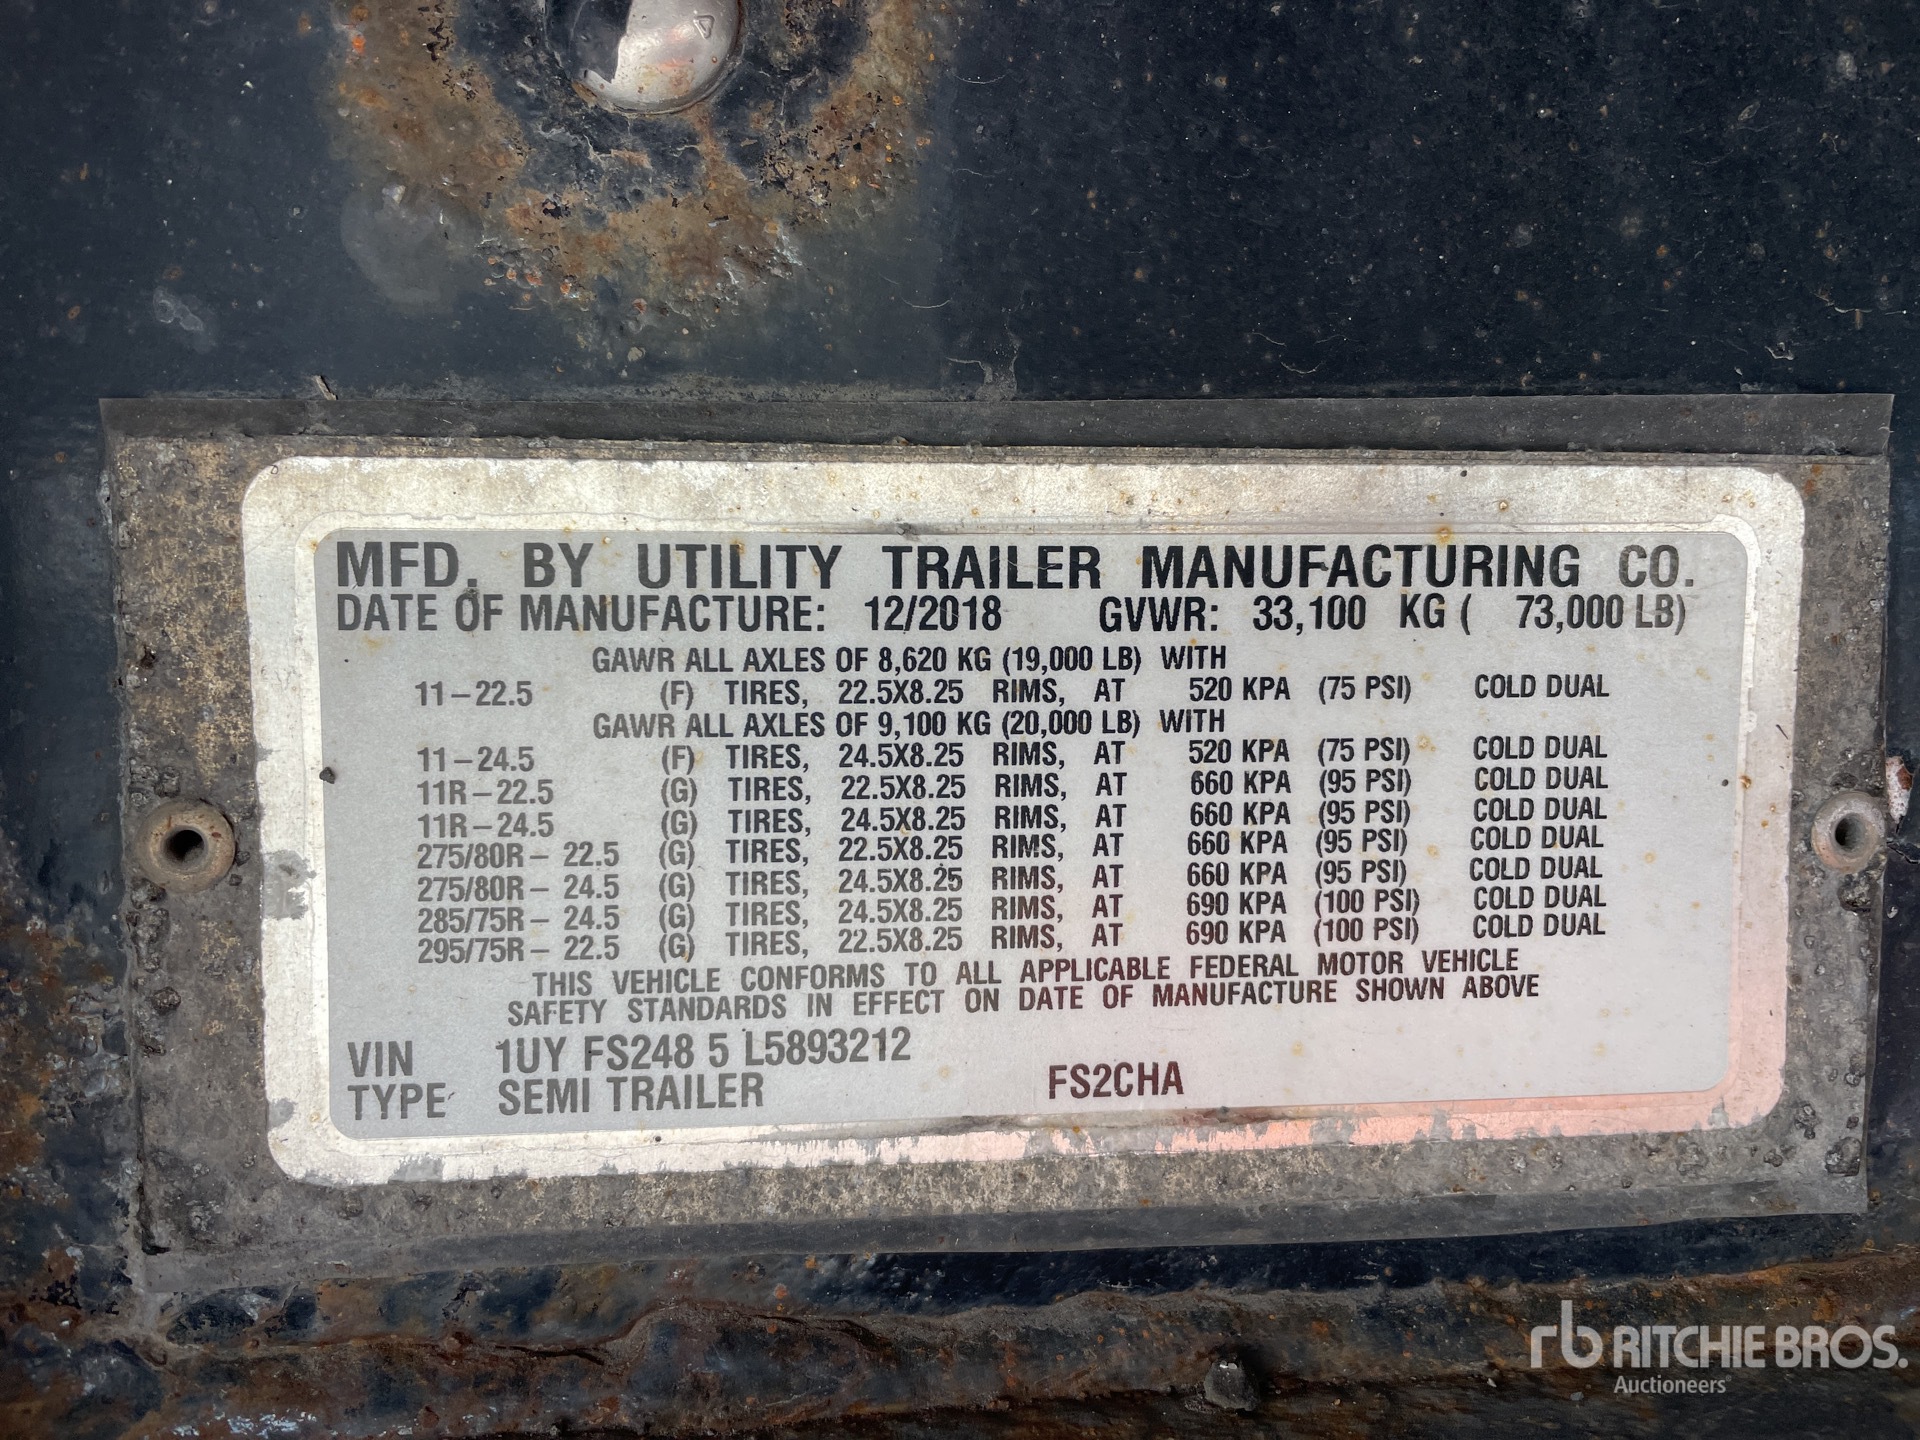 MFD. BY UTILITY TRAILER MANUFACTURING CO.
DATE OF MANUFACTURE: 12/2018 GVWR: 33,100 KG ( 73,000 LB)
GAWR ALL AXLES OF 8,620 KG (19,000 LB) WITH
11-22.5 (F) TIRES, 22.5X8.25 RIMS, AT 520 KPA (75 PSI) COLD DUAL
GAWR ALL AXLES OF 9,100 KG (20,000 LB) WITH
11-24.5 (F) TIRES, 24.5X8.25 RIMS, AT 520 KPA (75 PSI) COLD DUAL
11R-22.5 (G) TIRES, 22.5X8.25 RIMS, AT 660 KPA (95 PSI) COLD DUAL
11R-24.5 (G) TIRES, 24.5X8.25 RIMS, AT 660 KPA (95 PSI) COLD DUAL
275/80R- 22.5 (G) TIRES, 22.5X8.25 RIMS, AT 660 KPA (95 PSI) COLD DUAL
275/80R- 24.5 (G) TIRES, 24.5X8.25 RIMS, AT 660 KPA (95 PSI) COLD DUAL
285/75R- 24.5 (G) TIRES, 24.5X8.25 RIMS, AT 690 KPA (100 PSI) COLD DUAL
295/75R- 22.5 (G) TIRES, 22.5X8.25 RIMS, AT 690 KPA (100 PSI) COLD DUAL
THIS VEHICLE CONFORMS TO ALL APPLICABLE FEDERAL MOTOR VEHICLE
SAFETY STANDARDS IN EFFECT ON DATE OF MANUFACTURE SHOWN ABOVE
VIN 1UY FS248 5 L5893212
TYPE SEMI TRAILER FS2CHA
rb RITCHIE BROS.
Auctioneers